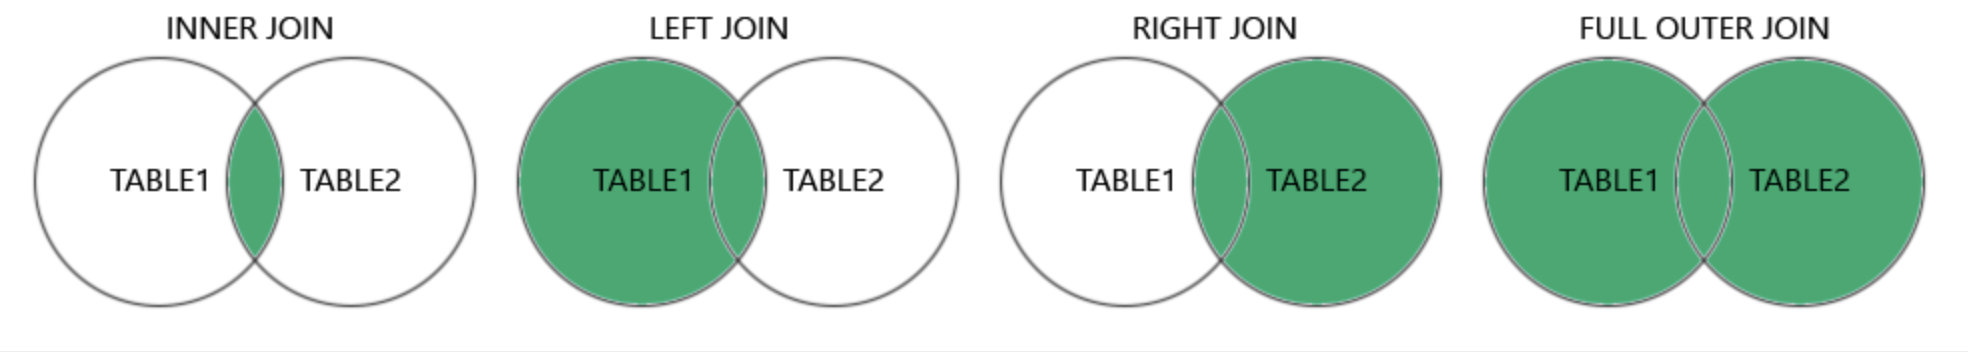 INNER JOIN
LEFT JOIN
RIGHT JOIN
FULL OUTER JOIN
TABLE1
TABLE2
TABLE1
TABLE2
TABLE1
TABLE2
TABLE1
TABLE2